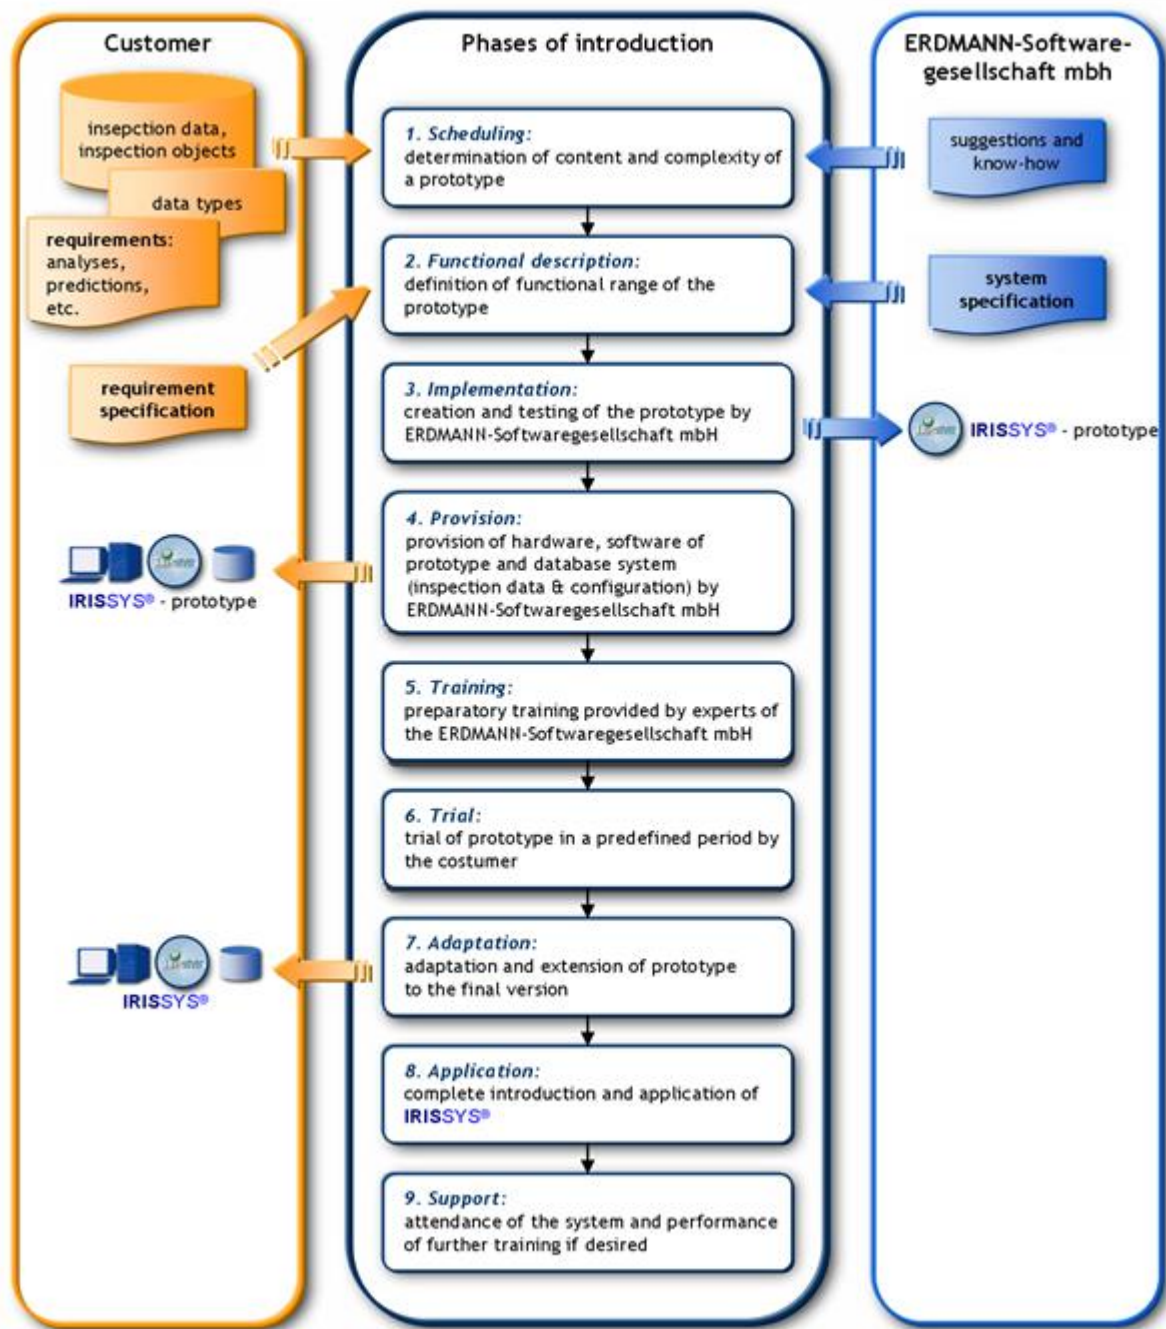 Customer
insepction data,
inspection objects
data types
requirements:
analyses,
predictions,
etc.
requirement
specification
IRISSYS® - prototype
IRISSYS®
Phases of introduction
1. Scheduling:
determination of content and complexity of
a prototype
2. Functional description:
definition of functional range of the
prototype
3. Implementation:
creation and testing of the prototype by
ERDMANN-Softwaregesellschaft mbH
4. Provision:
provision of hardware, software of
prototype and database system
(inspection data & configuration) by
ERDMANN-Softwaregesellschaft mbH
5. Training:
preparatory training provided by experts of
the ERDMANN-Softwaregesellschaft mbH
6. Trial:
trial of prototype in a predefined period by
the costumer
7. Adaptation:
adaptation and extension of prototype
to the final version
8. Application:
complete introduction and application of
IRISSYS®
9. Support:
attendance of the system and performance
of further training if desired
ERDMANN-Software-
gesellschaft mbh
suggestions and
know-how
system
specification
IRISSYS® - prototype